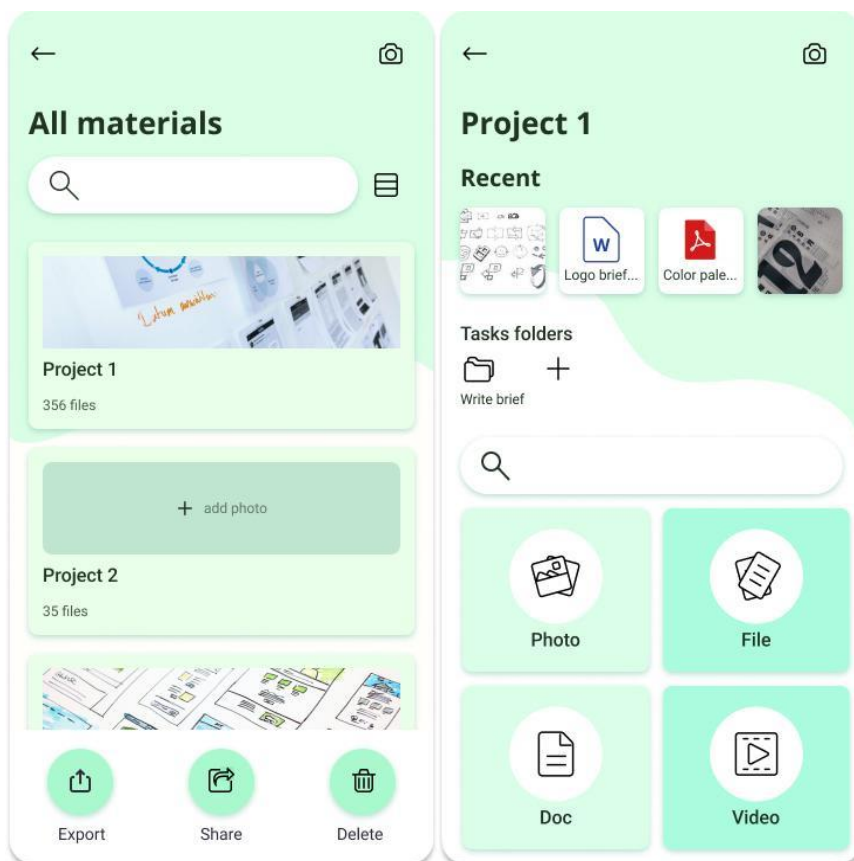 All materials
Project 1
356 files
+ add photo
Project 2
35 files
Export
Share
Delete
Project 1
Recent
W
Logo brief...
Color pale...
Tasks folders
Write brief
Photo
File
Doc
Video